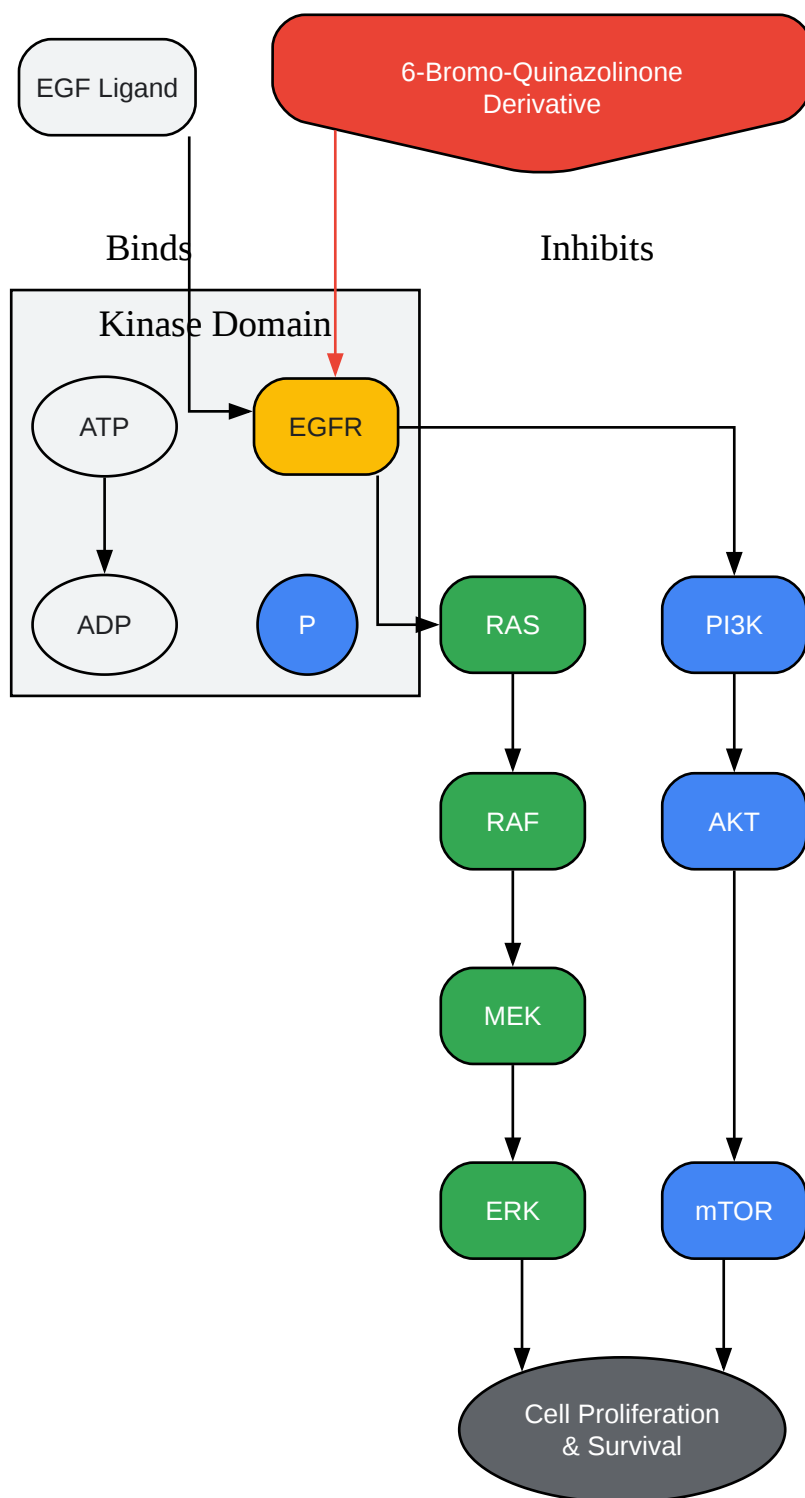 EGF Ligand
6-Bromo-Quinazolinone
Derivative
Binds
Inhibits
Kinase Domain
ATP
EGFR
ADP
P
RAS
PI3K
RAF
AKT
MEK
ERK
mTOR
Cell Proliferation
& Survival